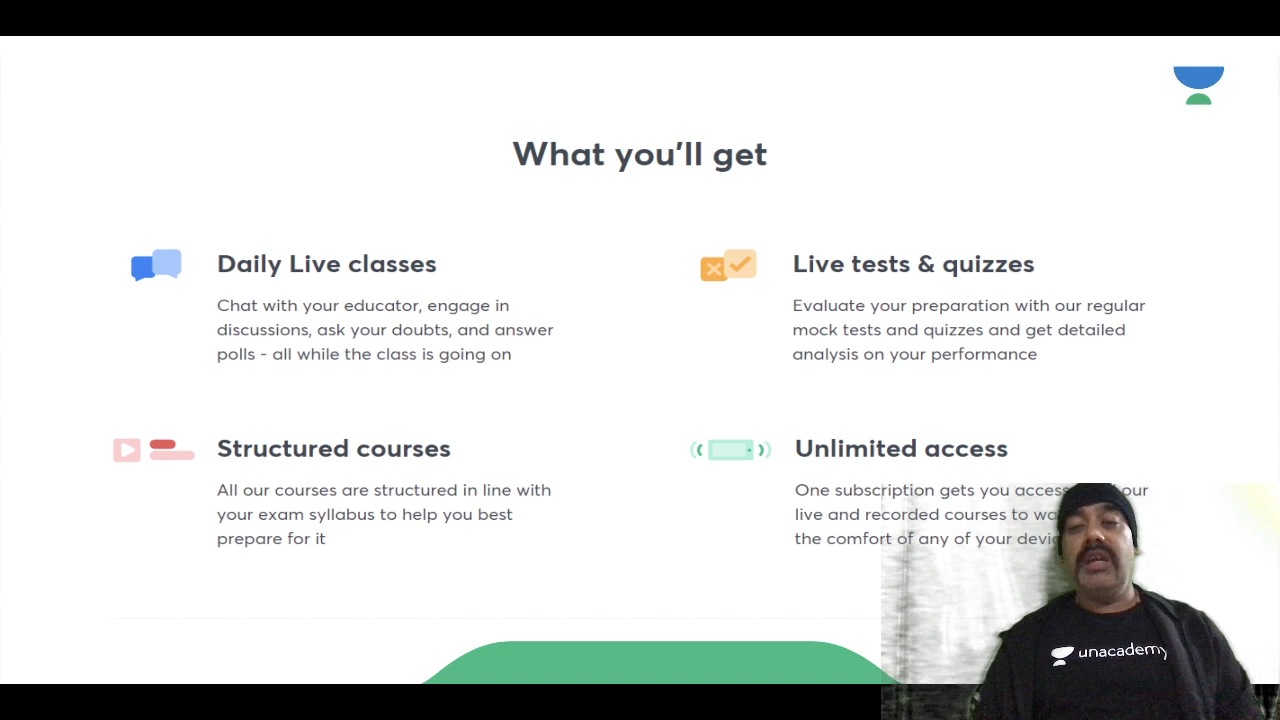 What you'll get
Daily Live classes
Chat with your educator, engage in
discussions, ask your doubts, and answer
polls - all while the class is going on
Live tests & quizzes
Evaluate your preparation with our regular
mock tests and quizzes and get detailed
analysis on your performance
Structured courses
All our courses are structured in line with
your exam syllabus to help you best
prepare for it
Unlimited access
One subscription gets you access our
live and recorded courses to
the comfort of any of your
unacademy